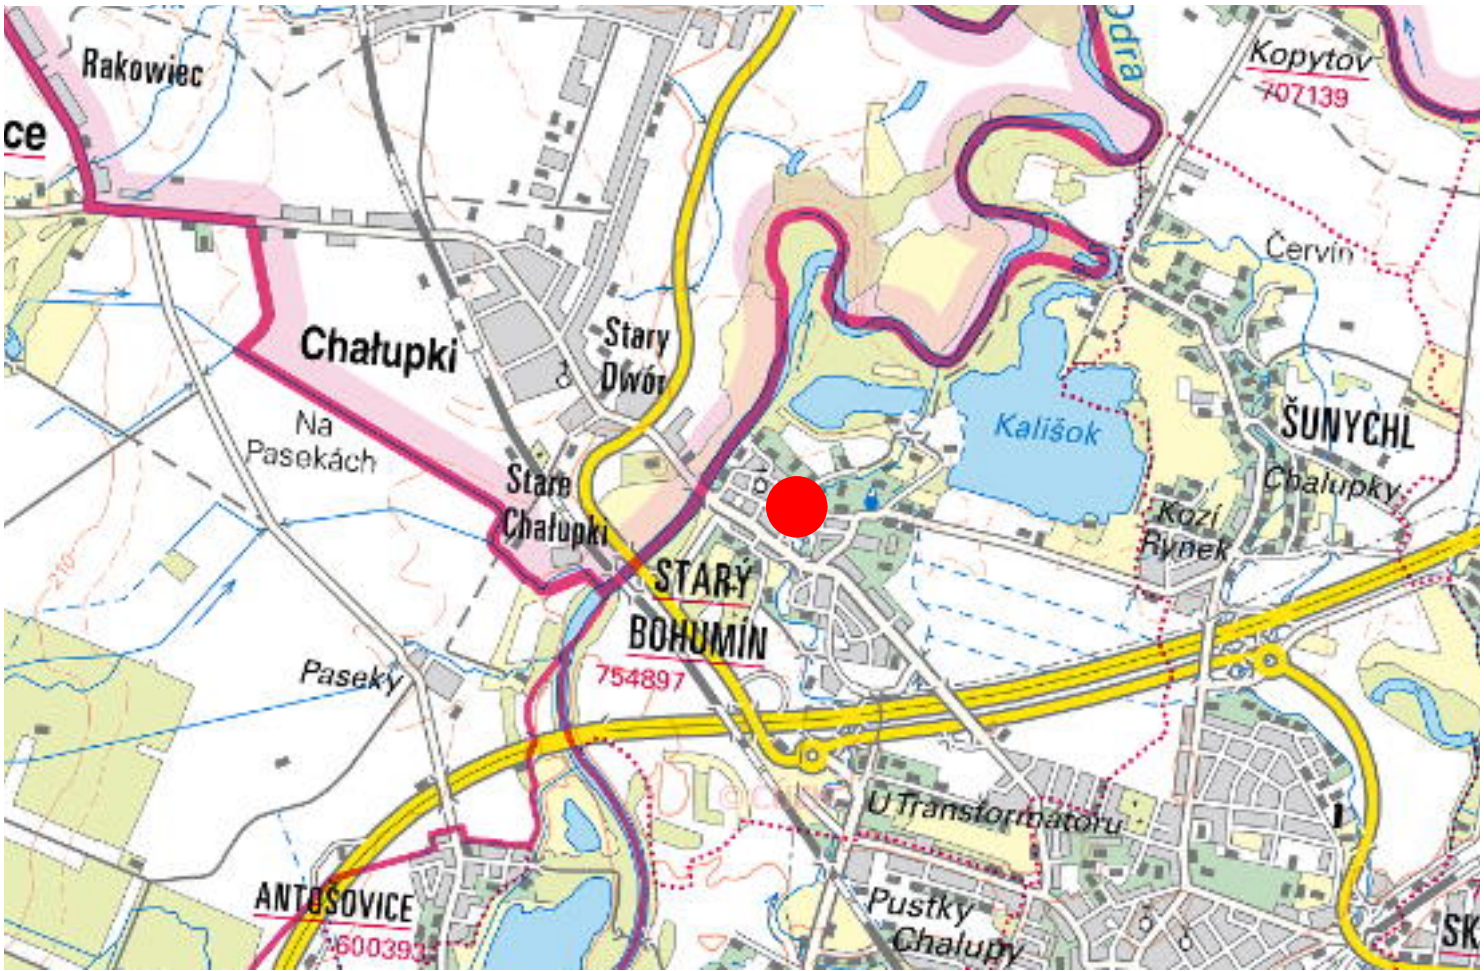 Odra
Kopytov
707139
Rakowiec
ce
Červín
Chałupki
Stary
Dwór
Na
Pasekách
Kališok
ŠUNYCHL
Chalupky
Stare
Chałupki
Kozí
Rynek
210
STARÝ
BOHUMÍN
754897
Paseky
U Transformátoru
ANTOŠOVICE
600393
Pustky
Chalupy
SK